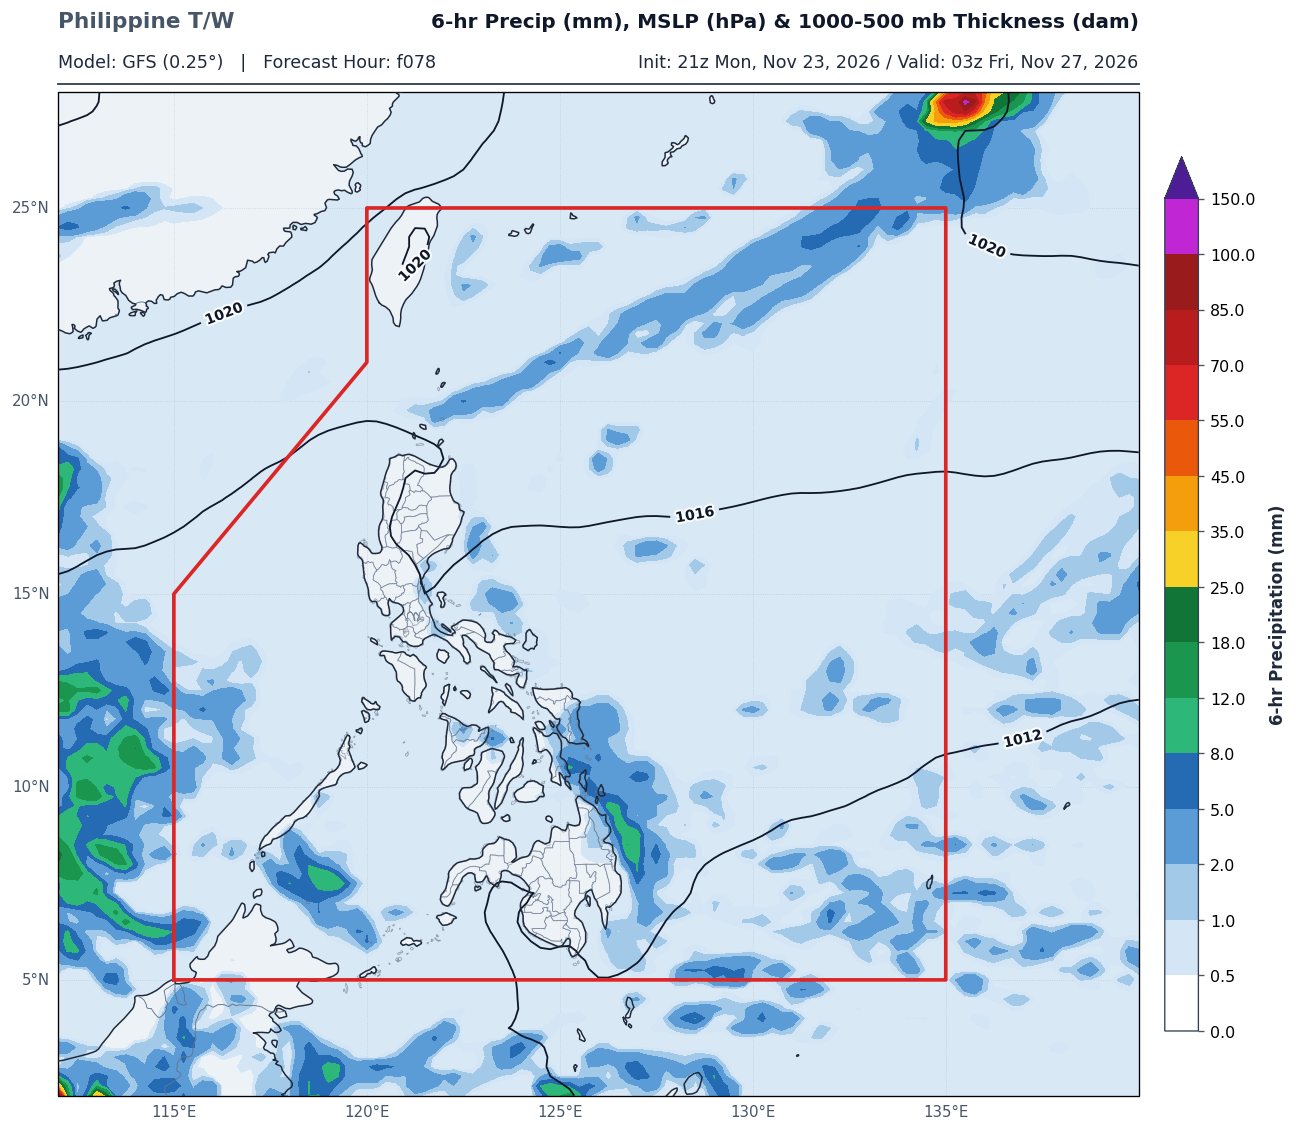 Philippine T/W
6-hr Precip (mm), MSLP (hPa) & 1000-500 mb Thickness (dam)
Model: GFS (0.25°) | Forecast Hour: f078
Init: 21z Mon, Nov 23, 2026 / Valid: 03z Fri, Nov 27, 2026
25°N
20°N
15°N
10°N
5°N
115°E
120°E
125°E
130°E
135°E
1020
1020
1020
1016
1012
150.0
100.0
85.0
70.0
55.0
45.0
35.0
25.0
18.0
12.0
8.0
5.0
2.0
1.0
0.5
0.0
6-hr Precipitation (mm)